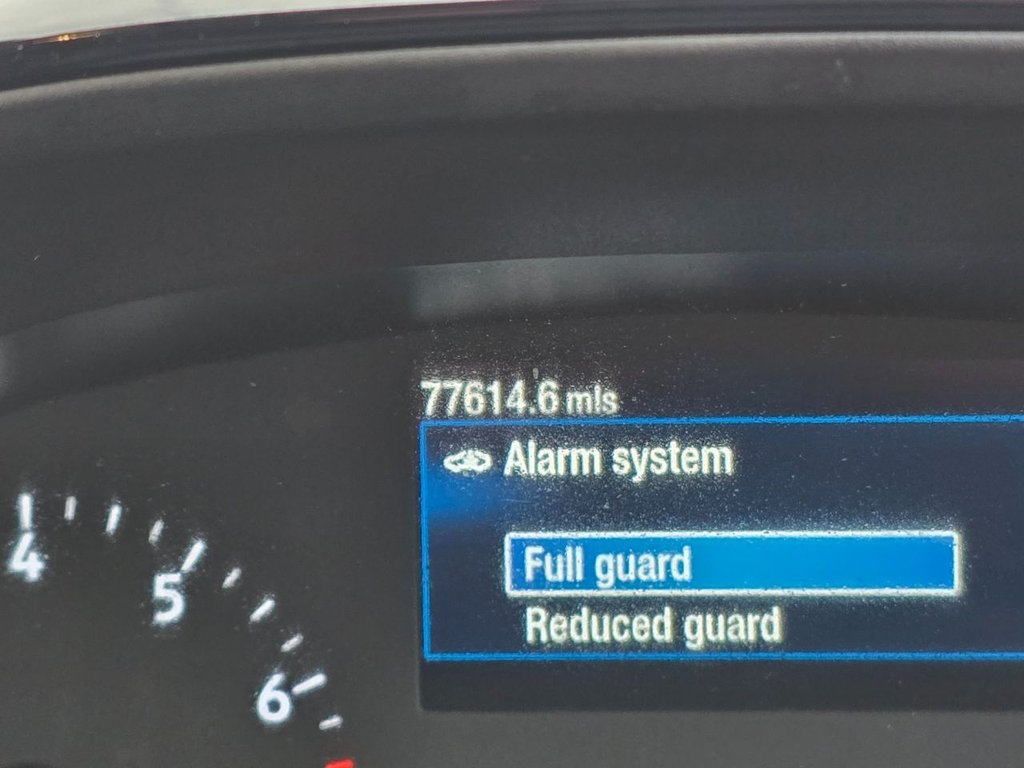 77614.6 mls
Alarm system
Full guard
Reduced guard
4
5
6